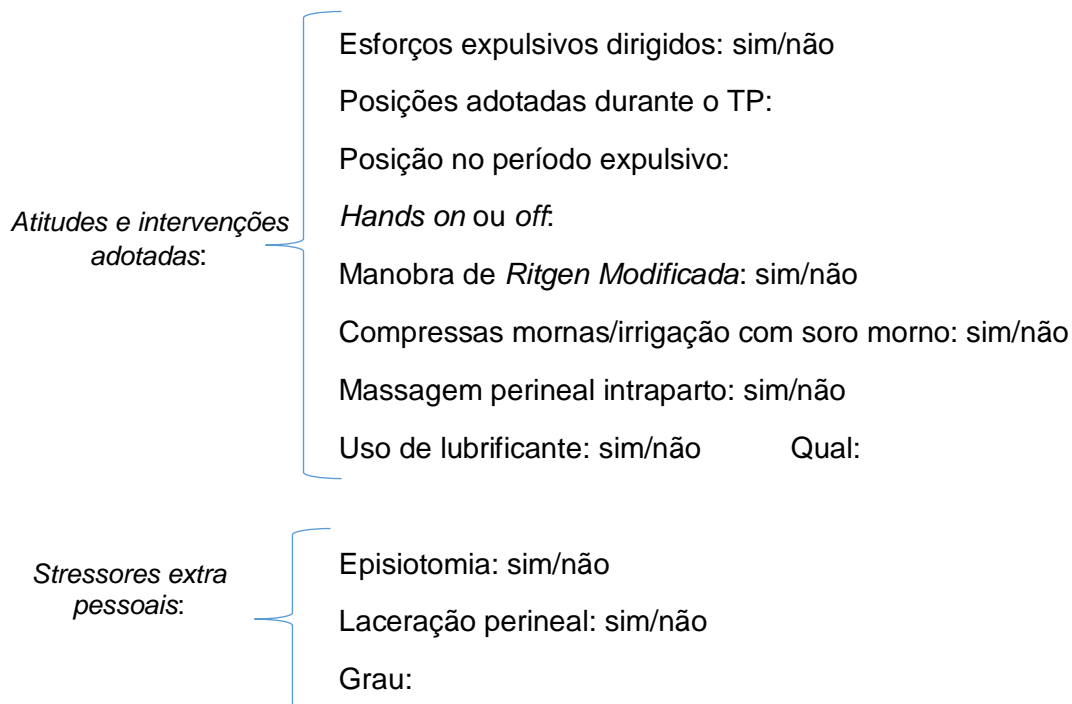 Atitudes e intervenções
adotadas:
Esforços expulsivos dirigidos: sim/não
Posições adotadas durante o TP:
Posição no período expulsivo:
Hands on ou off:
Manobra de Ritgen Modificada: sim/não
Compressas mornas/irrigação com soro morno: sim/não
Massagem perineal intraparto: sim/não
Uso de lubrificante: sim/não Qual:
Stressores extra
pessoais:
Episiotomia: sim/não
Laceração perineal: sim/não
Grau: